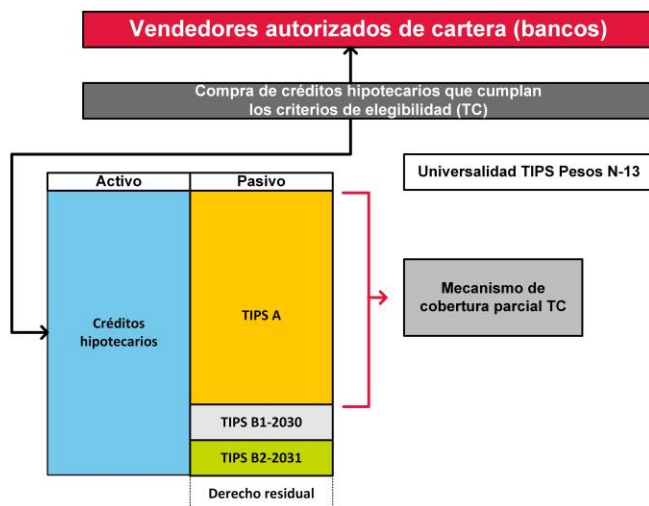 Vendedores autorizados de cartera (bancos)
Compra de créditos hipotecarios que cumplan
los criterios de elegibilidad (TC)
Universalidad TIPS Pesos N-13
Activo
Pasivo
Créditos
hipotecarios
TIPS A
Mecanismo de
cobertura parcial TC
TIPS B1-2030
TIPS B2-2031
Derecho residual